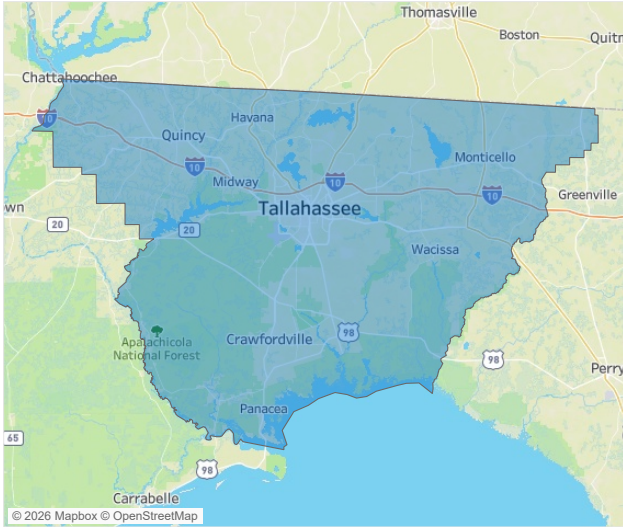 Thomasville
Boston
Quitm
Chattahoochee
10
Havana
Quincy
Monticello
10
Midway
10
10
Greenville
own
Tallahassee
20
20
Wacissa
Crawfordville
98
Apalachicola
National Forest
98
Perry
Panacea
65
98
Carrabelle
© 2026 Mapbox © OpenStreetMap